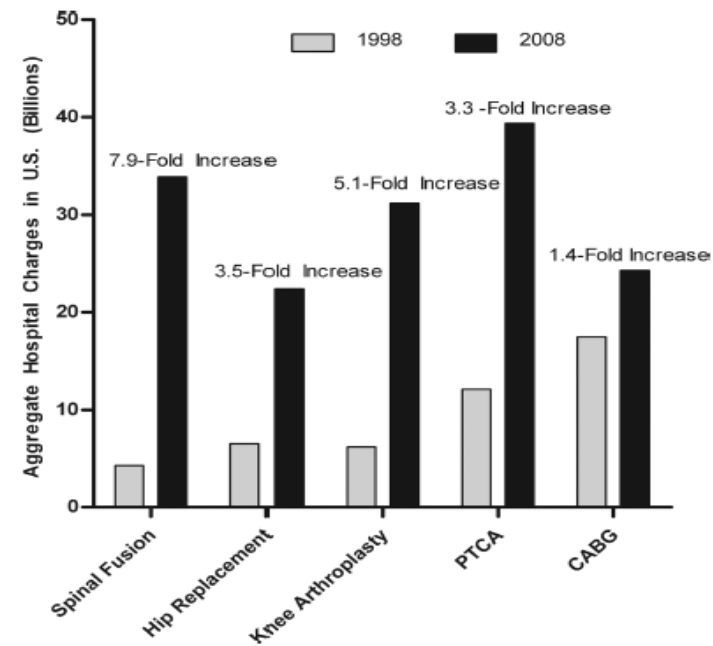 Aggregate Hospital Charges in U.S. (Billions)
50
40
30
20
10
0
1998
2008
7.9-Fold Increase
3.5-Fold Increase
5.1-Fold Increase
3.3 -Fold Increase
1.4-Fold Increase
Spinal Fusion
Hip Replacement
Knee Arthroplasty
PTCA
CABG